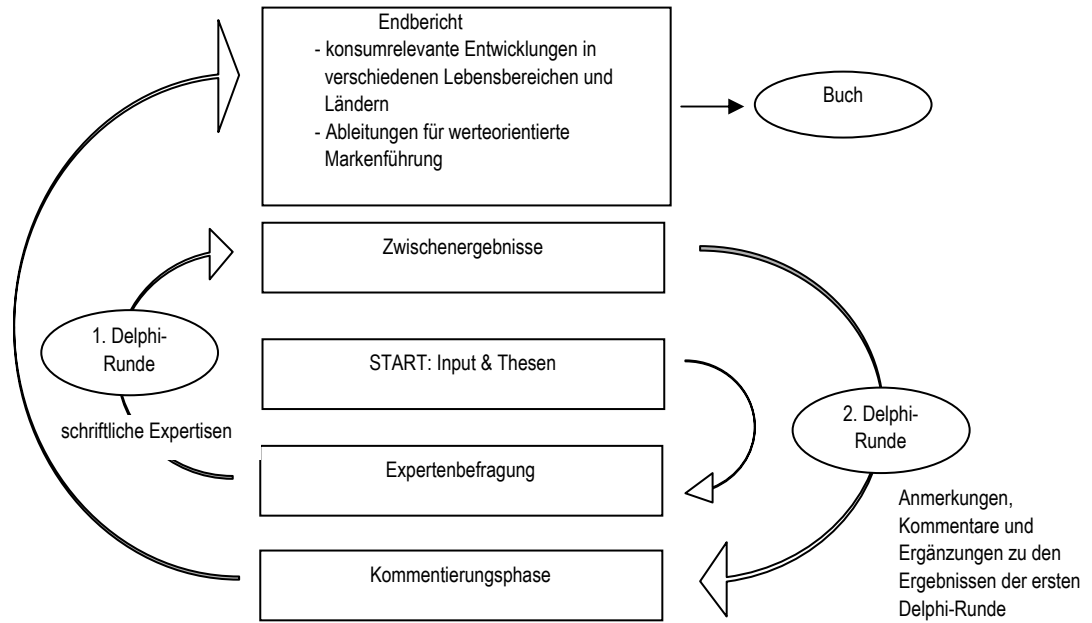 Endbericht
- konsumrelevante Entwicklungen in
verschiedenen Lebensbereichen und
Ländern
- Ableitungen für werteorientierte
Markenführung
Buch
Zwischenergebnisse
1. Delphi-
Runde
START: Input & Thesen
schriftliche Expertisen
2. Delphi-
Runde
Expertenbefragung
Anmerkungen,
Kommentare und
Ergänzungen zu den
Ergebnissen der ersten
Delphi-Runde
Kommentierungsphase